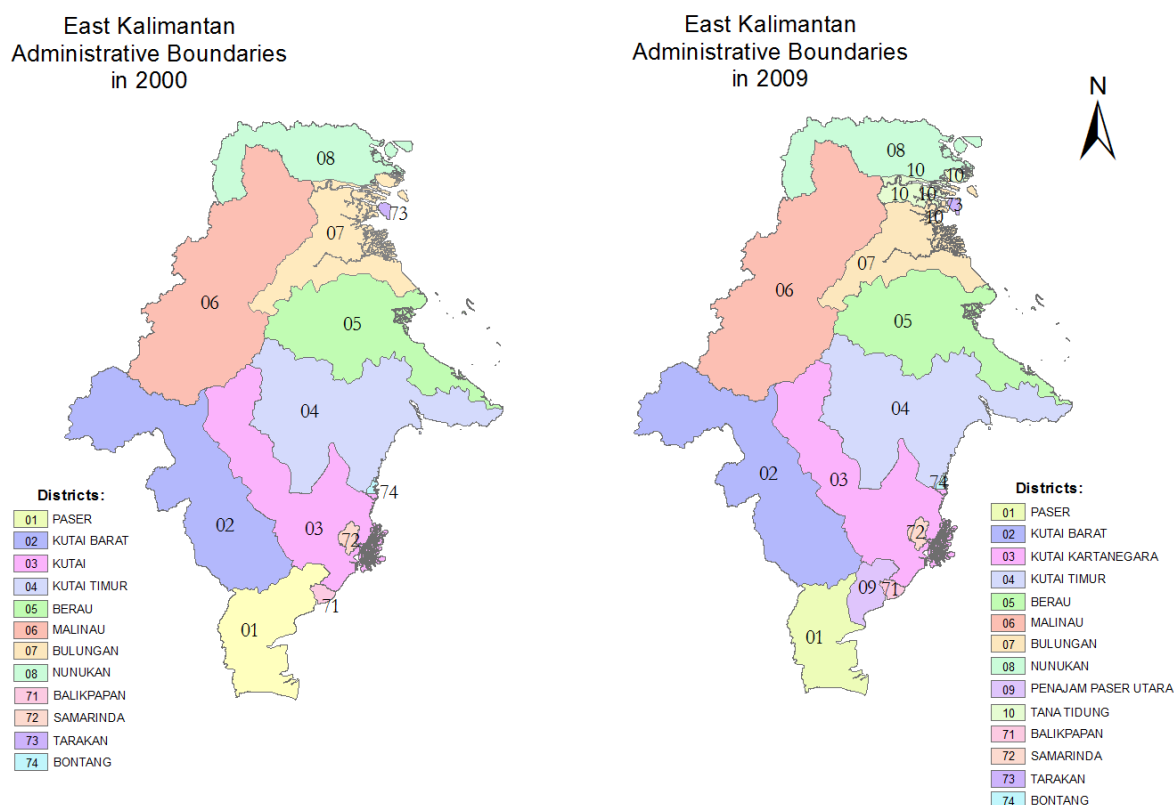 East Kalimantan
Administrative Boundaries
in 2000
08
73
07
06
05
04
74
02
03
72
71
01
Districts:
01 PASER
02 KUTAI BARAT
03 KUTAI
04 KUTAI TIMUR
05 BERAU
06 MALINAU
07 BULUNGAN
08 NUNUKAN
71 BALIKPAPAN
72 SAMARINDA
73 TARAKAN
74 BONTANG
East Kalimantan
Administrative Boundaries
in 2009
N
08
10
10
10
10
73
10
07
06
05
04
02
03
74
72
09
71
01
Districts:
01 PASER
02 KUTAI BARAT
03 KUTAI KARTANEGARA
04 KUTAI TIMUR
05 BERAU
06 MALINAU
07 BULUNGAN
08 NUNUKAN
09 PENAJAM PASER UTARA
10 TANA TIDUNG
71 BALIKPAPAN
72 SAMARINDA
73 TARAKAN
74 BONTANG